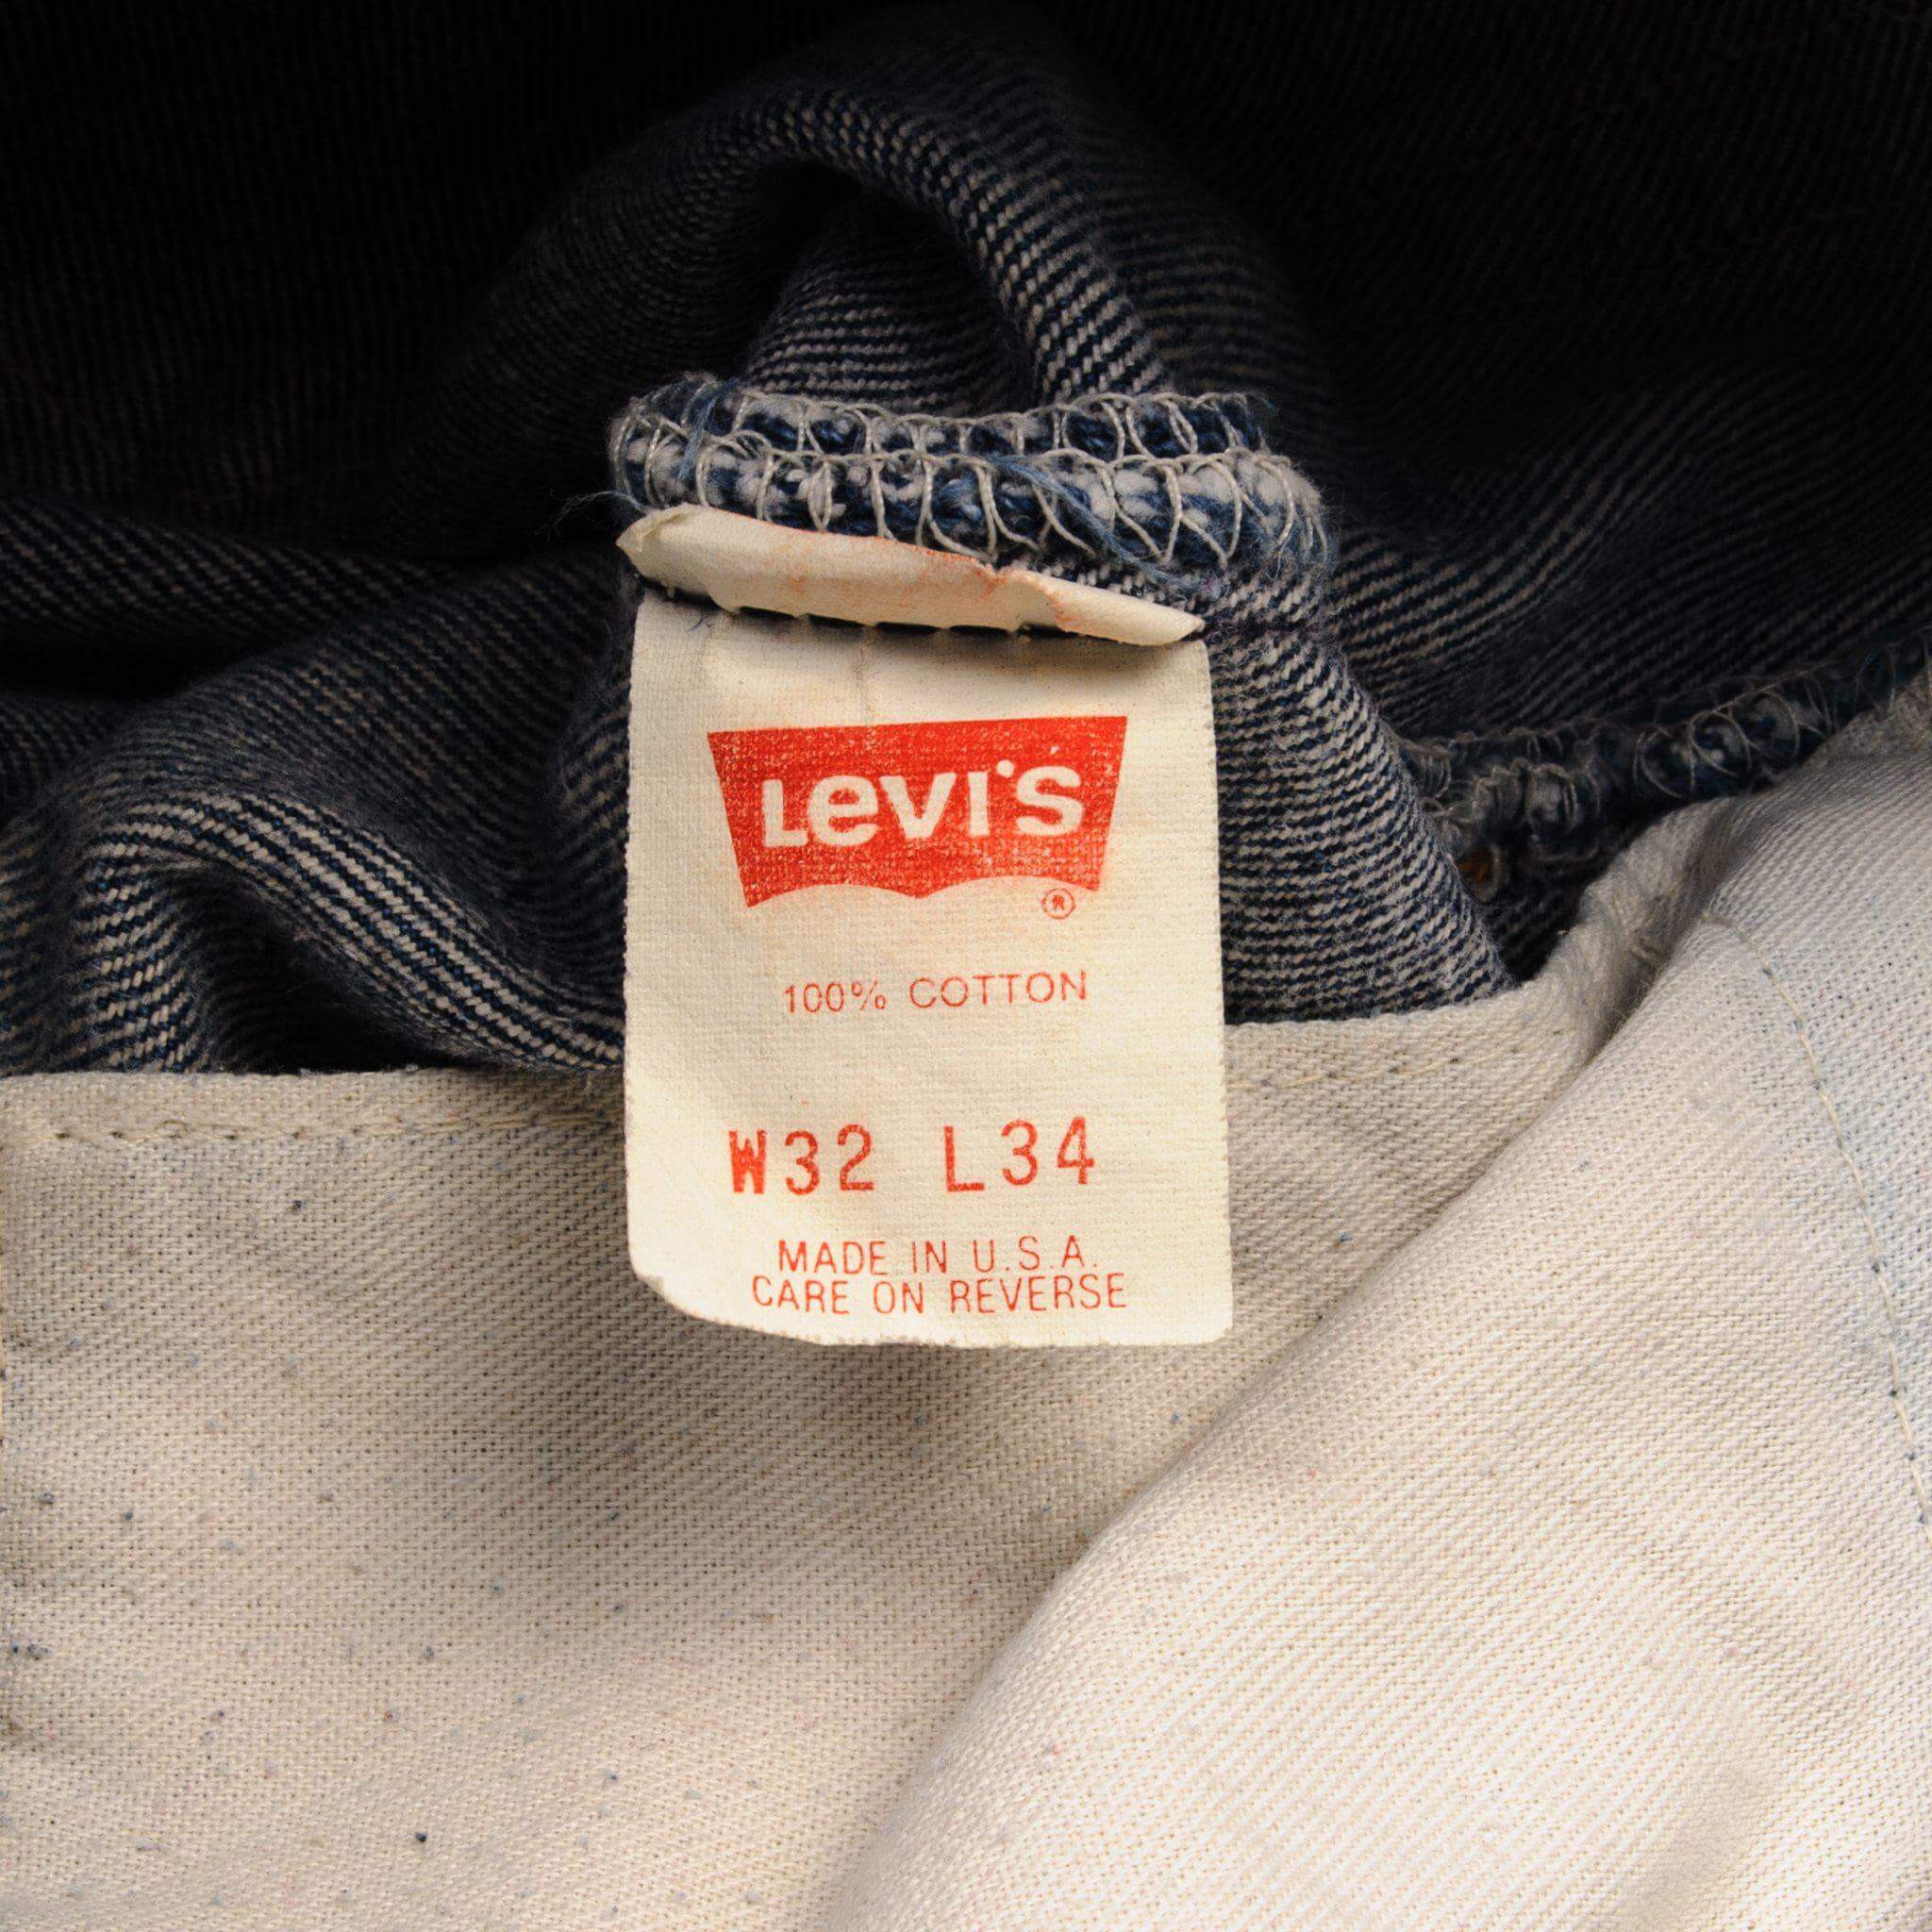 Levi's
®
100% COTTON
W32 L34
MADE IN U.S.A.
CARE ON REVERSE